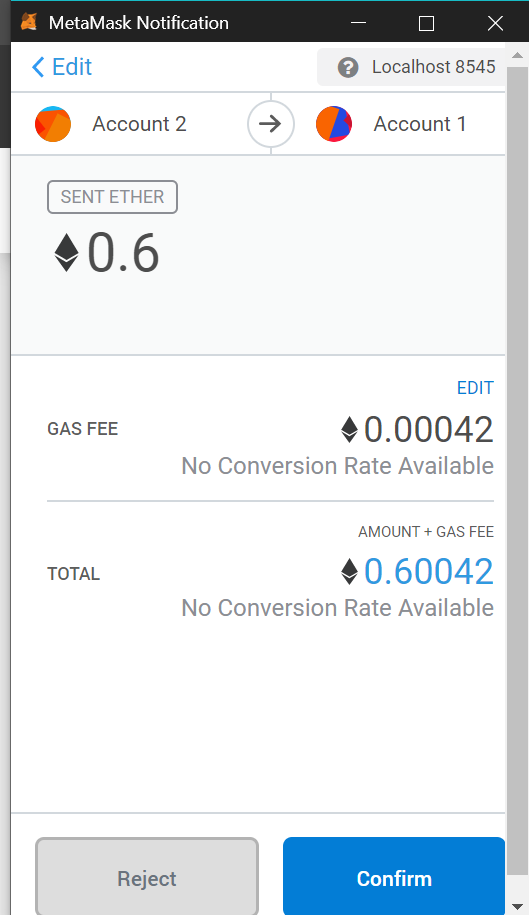 MetaMask Notification
Edit
? Localhost 8545
Account 2
Account 1
SENT ETHER
0.6
EDIT
GAS FEE
0.00042
No Conversion Rate Available
AMOUNT + GAS FEE
TOTAL
0.60042
No Conversion Rate Available
Reject
Confirm